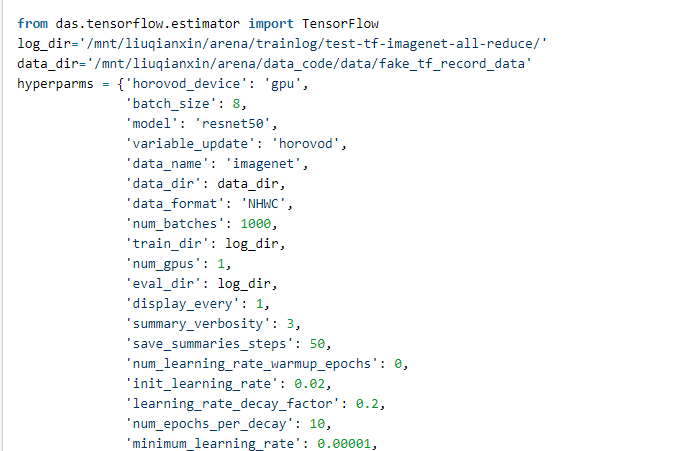 from das.tensorflow.estimator import TensorFlow
log_dir='/mnt/liuqianxin/arena/trainlog/test-tf-imagenet-all-reduce/'
data_dir='/mnt/liuqianxin/arena/data_code/data/fake_tf_record_data'
hyperparms = {'horovod_device': 'gpu',
'batch_size': 8,
'model': 'resnet50',
'variable_update': 'horovod',
'data_name': 'imagenet',
'data_dir': data_dir,
'data_format': 'NHWC',
'num_batches': 1000,
'train_dir': log_dir,
'num_gpus': 1,
'eval_dir': log_dir,
'display_every': 1,
'summary_verbosity': 3,
'save_summaries_steps': 50,
'num_learning_rate_warmup_epochs': 0,
'init_learning_rate': 0.02,
'learning_rate_decay_factor': 0.2,
'num_epochs_per_decay': 10,
'minimum_learning_rate': 0.00001,